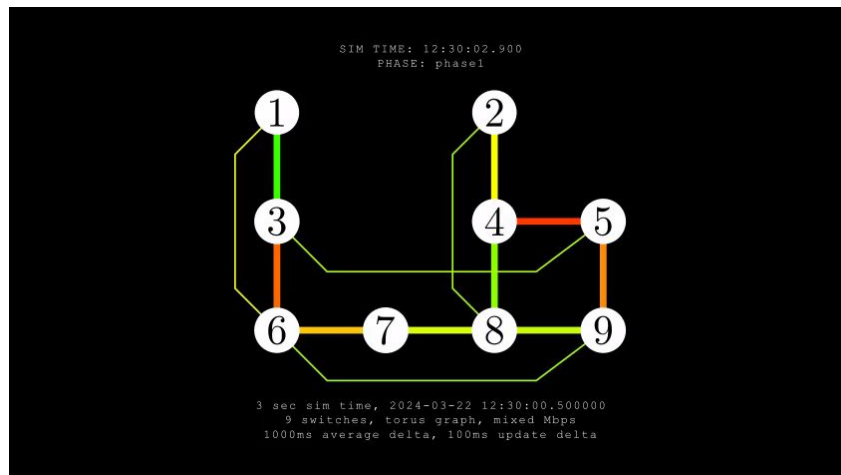 SIM TIME: 12:30:02.900
PHASE: phase1
1 2
3 4 5
6 7 8 9
3 sec sim time, 2024-03-22 12:30:00.500000
9 switches, torus graph, mixed Mbps
1000ms average delta, 100ms update delta